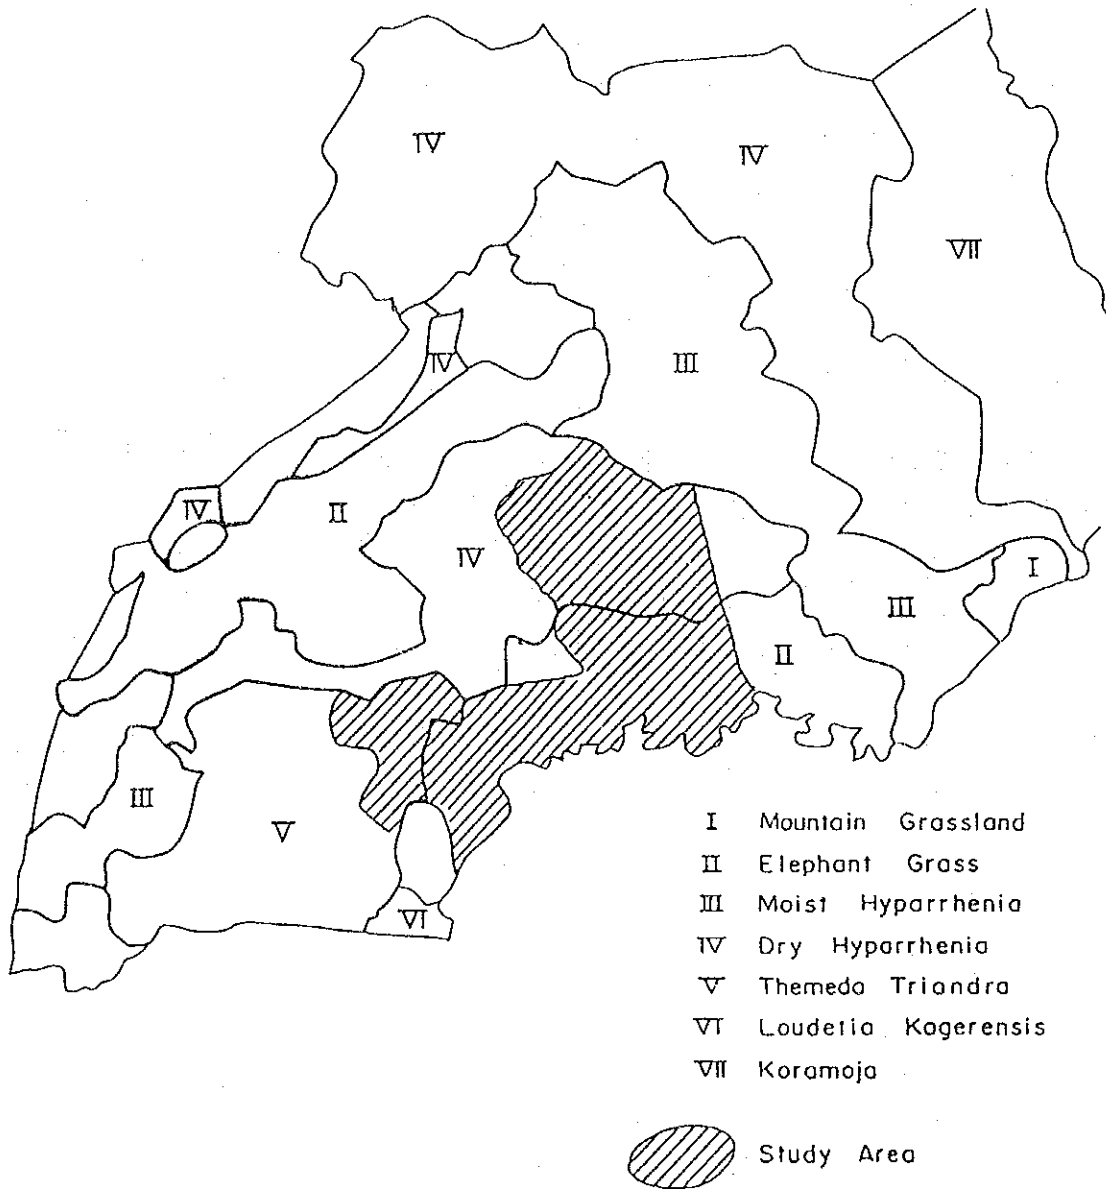 IV
IV
VII
III
IV
IV
II
IV
I
III
II
III
V
VI
I Mountain Grassland
II Elephant Grass
III Moist Hyparrhenia
IV Dry Hyparrhenia
V Themeda Triandra
VI Loudetia Kagerensis
VII Koramoja
Study Area